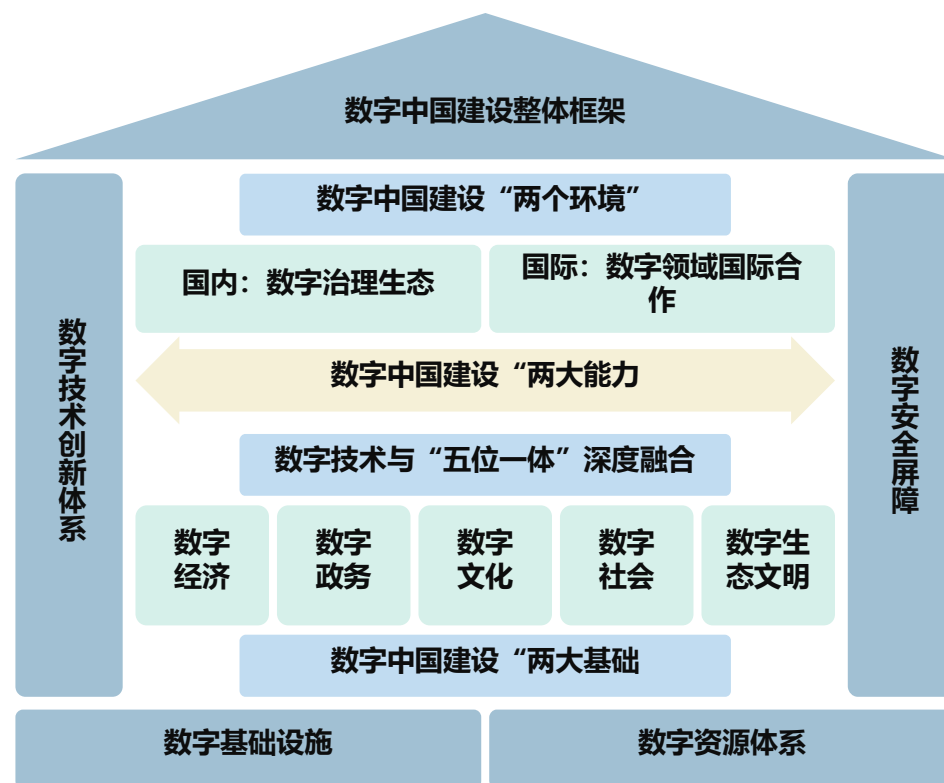 数字中国建设整体框架
数字中国建设“两个环境”
国内：数字治理生态
国际：数字领域国际合
作
数字技术创新体系
数字中国建设“两大能力
数字安全屏障
数字技术与“五位一体”深度融合
数字
经济
数字
政务
数字
文化
数字
社会
数字生
态文明
数字中国建设“两大基础
数字基础设施
数字资源体系